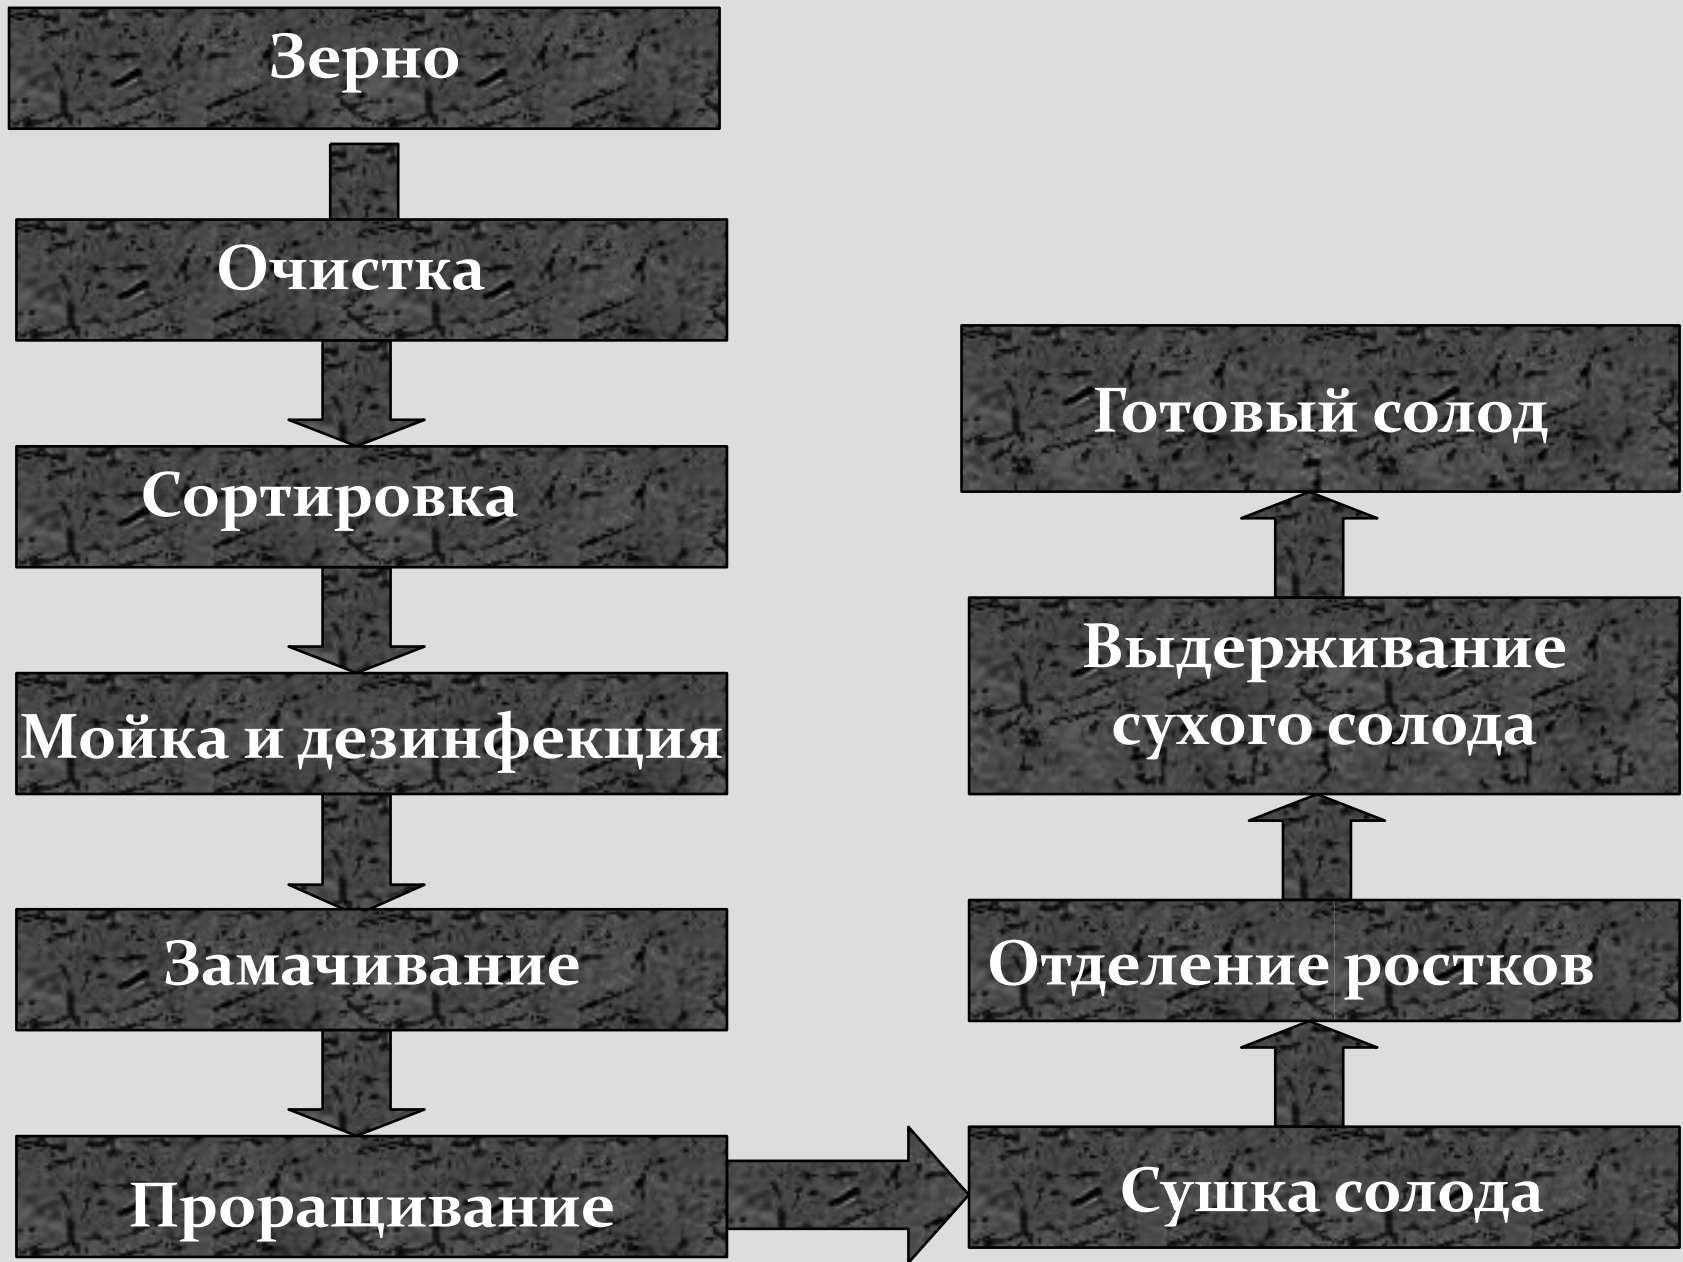 Зерно
Очистка
Сортировка
Мойка и дезинфекция
Замачивание
Проращивание
Сушка солода
Отделение ростков
Выдерживание
сухого солода
Готовый солод